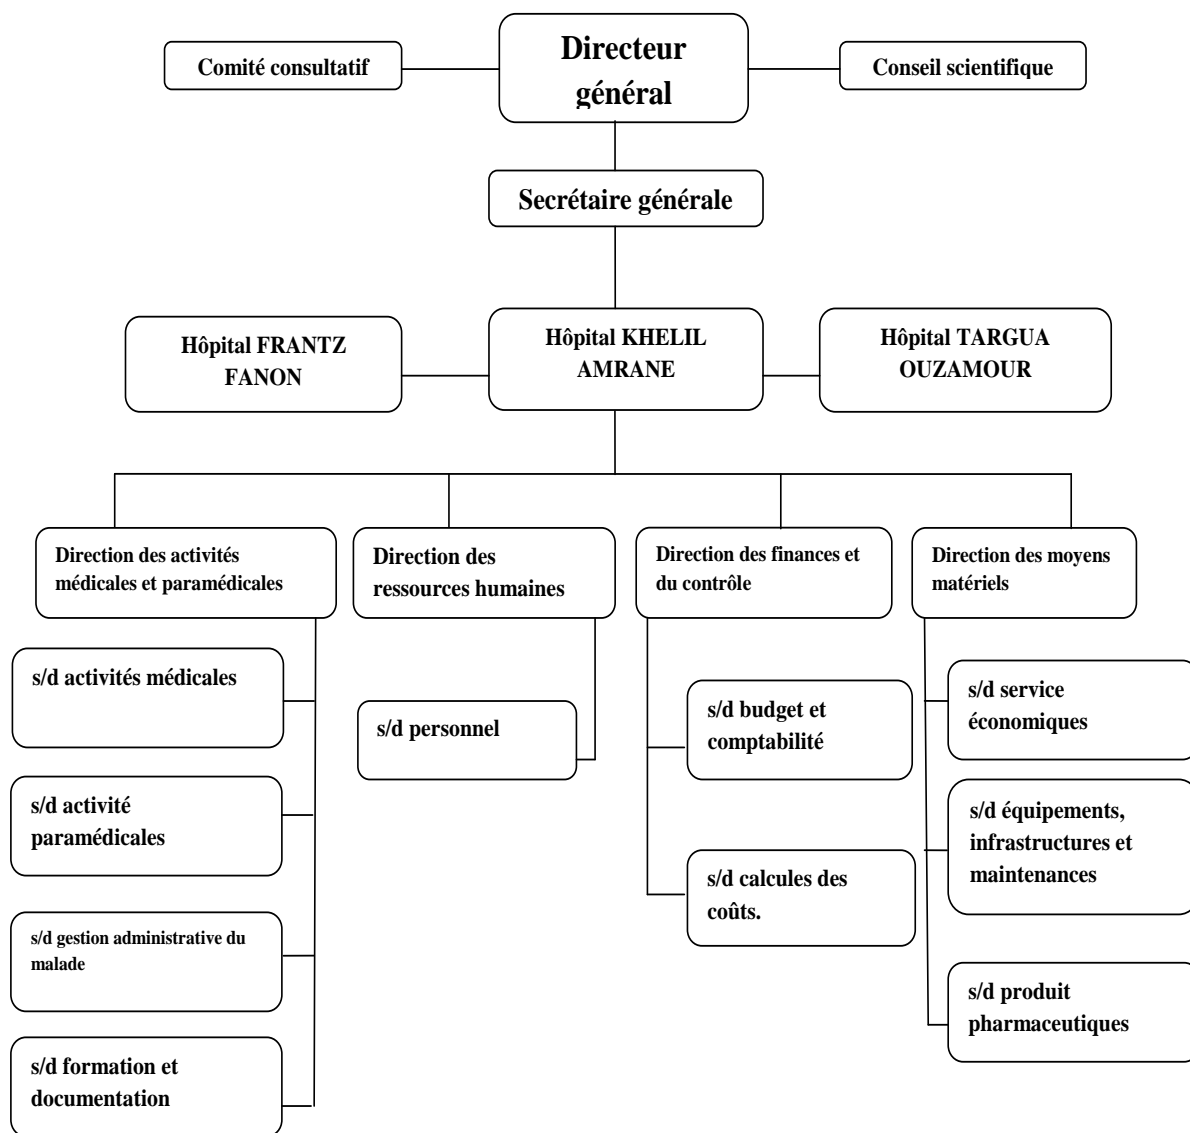 Comité consultatif
Directeur
général
Conseil scientifique
Secrétaire générale
Hôpital FRANTZ
FANON
Hôpital KHELIL
AMRANE
Hôpital TARGUA
OUZAMOUR
Direction des activités
médicales et paramédicales
Direction des
ressources humaines
Direction des finances et
du contrôle
Direction des moyens
matériels
s/d activités médicales
s/d activité
paramédicales
s/d gestion administrative du
malade
s/d formation et
documentation
s/d personnel
s/d budget et
comptabilité
s/d calcules des
coûts.
s/d service
économiques
s/d équipements,
infrastructures et
maintenances
s/d produit
pharmaceutiques